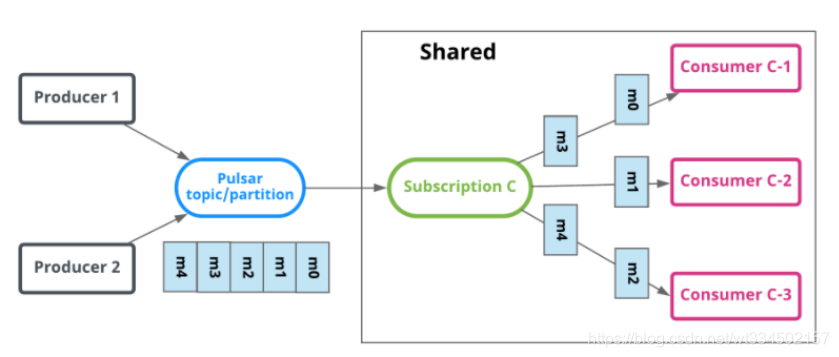 Shared
Producer 1
Pulsar
topic/partition
Producer 2
m4
m3
m2
m1
m0
Subscription C
m3
m0
m1
m4
m2
Consumer C-1
Consumer C-2
Consumer C-3
https://blog.csdn.net/wt334502157